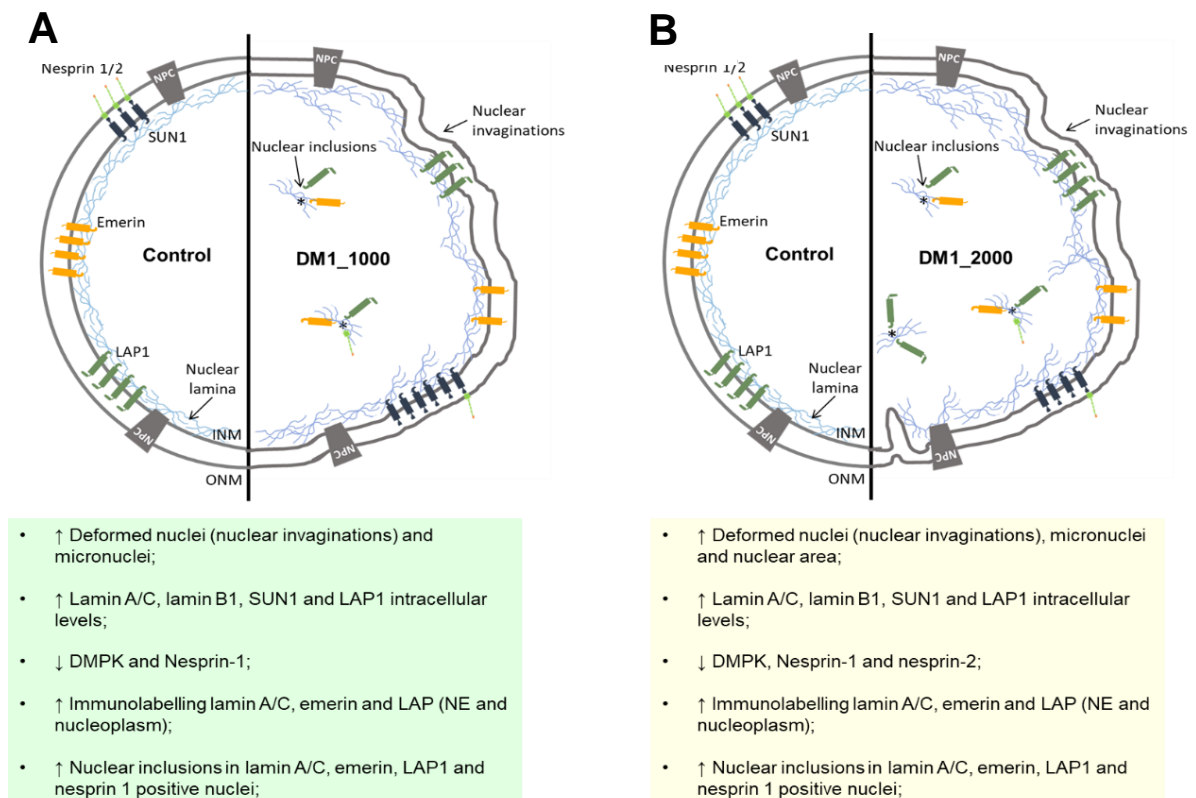 A
Nesprin 1/2
NPC
NPC
SUN1
Nuclear
invaginations
Nuclear inclusions
*
Emerin
Control
DM1_1000
*
LAP1
Nuclear
lamina
NPC
INM
NPC
ONM
• ↑ Deformed nuclei (nuclear invaginations) and
micronuclei;
• ↑ Lamin A/C, lamin B1, SUN1 and LAP1 intracellular
levels;
• ↓ DMPK and Nesprin-1;
• ↑ Immunolabelling lamin A/C, emerin and LAP (NE and
nucleoplasm);
• ↑ Nuclear inclusions in lamin A/C, emerin, LAP1 and
nesprin 1 positive nuclei;
B
Nesprin 1/2
NPC
NPC
SUN1
Nuclear
invaginations
Nuclear inclusions
*
Emerin
Control
DM1_2000
*
*
LAP1
Nuclear
lamina
NPC
INM
NPC
ONM
• ↑ Deformed nuclei (nuclear invaginations), micronuclei
and nuclear area;
• ↑ Lamin A/C, lamin B1, SUN1 and LAP1 intracellular
levels;
• ↓ DMPK, Nesprin-1 and nesprin-2;
• ↑ Immunolabelling lamin A/C, emerin and LAP (NE and
nucleoplasm);
• ↑ Nuclear inclusions in lamin A/C, emerin, LAP1 and
nesprin 1 positive nuclei;